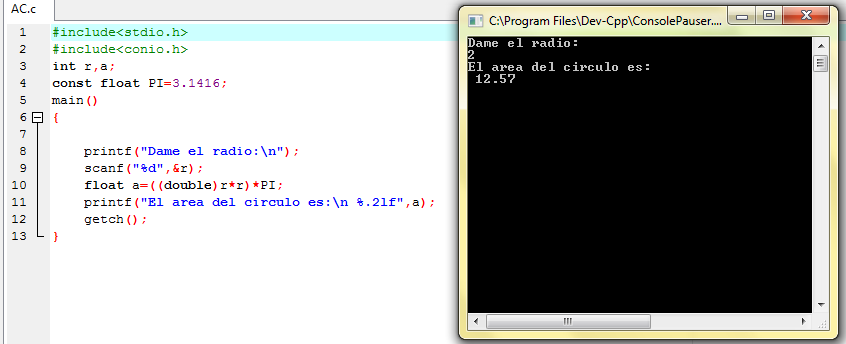 AC.c
1 #include<stdio.h>
2 #include<conio.h>
3 int r,a;
4 const float PI=3.1416;
5 main()
6 {
7
8 printf("Dame el radio:\n");
9 scanf("%d",&r);
10 float a=((double)r*r)*PI;
11 printf("El area del circulo es:\n %.2lf",a);
12 getch();
13 }
C:\Program Files\Dev-Cpp\ConsolePauser....
Dame el radio:
2
El area del circulo es:
12.57